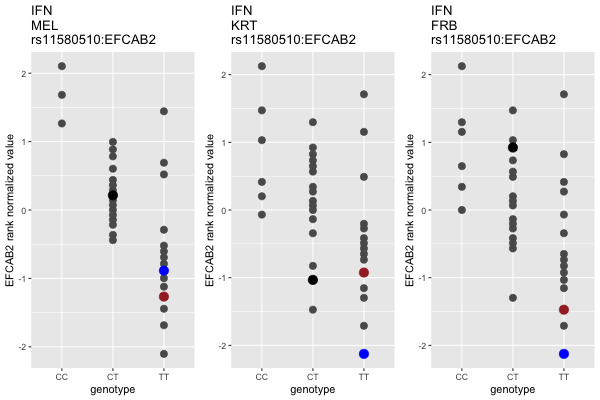 IFN
MEL
rs11580510:EFCAB2
EFCAB2 rank normalized value
2
1
0
-1
-2
CC
CT
TT
genotype
IFN
KRT
rs11580510:EFCAB2
EFCAB2 rank normalized value
2
1
0
-1
-2
CC
CT
TT
genotype
IFN
FRB
rs11580510:EFCAB2
EFCAB2 rank normalized value
2
1
0
-1
-2
CC
CT
TT
genotype